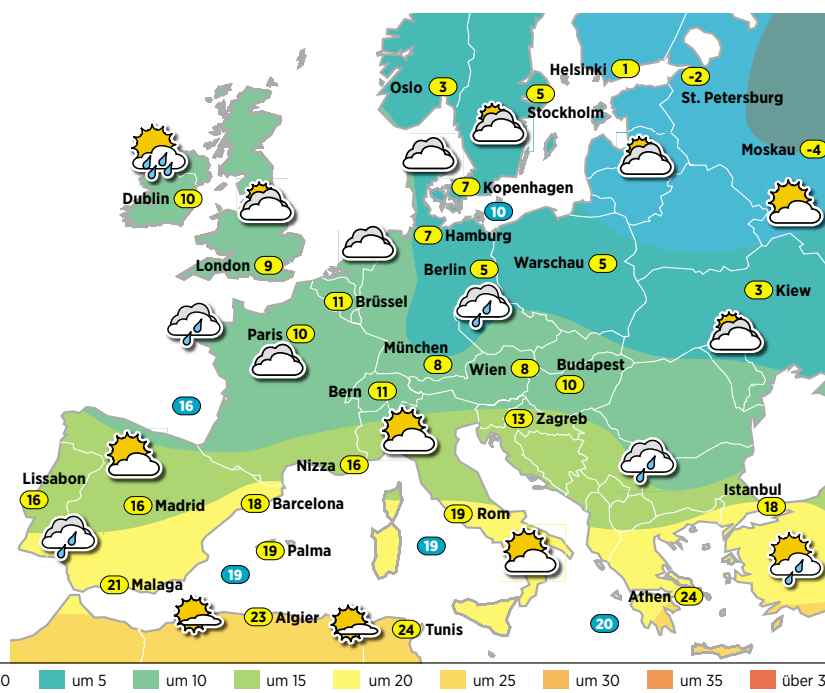 Helsinki 1
-2
St. Petersburg
Oslo 3
5
Stockholm
Moskau -4
7 Kopenhagen
Dublin 10
10
7 Hamburg
London 9
Berlin 5
Warschau 5
3 Kiew
11 Brüssel
Paris 10
München
8
Wien 8
Budapest
10
Bern 11
16
13 Zagreb
Nizza 16
Lissabon
16
16 Madrid
18 Barcelona
19 Rom
Istanbul
18
19 Palma
19
19
21 Malaga
Athen 24
23 Algier
24 Tunis
20
0 um 5 um 10 um 15 um 20 um 25 um 30 um 35 über 3